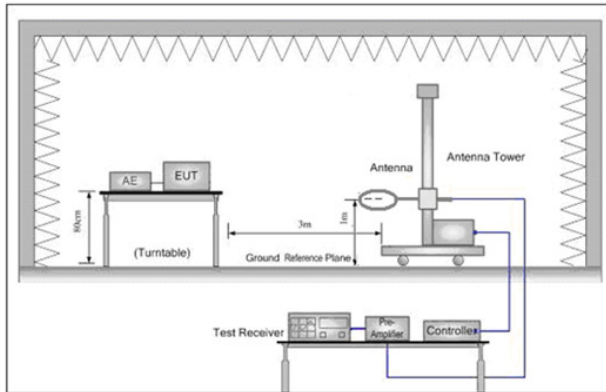 AE
EUT
80cm
(Turntable)
3m
1m
Antenna
Antenna Tower
Ground Reference Plane
Test Receiver
Pre-
Amplifier
Controller